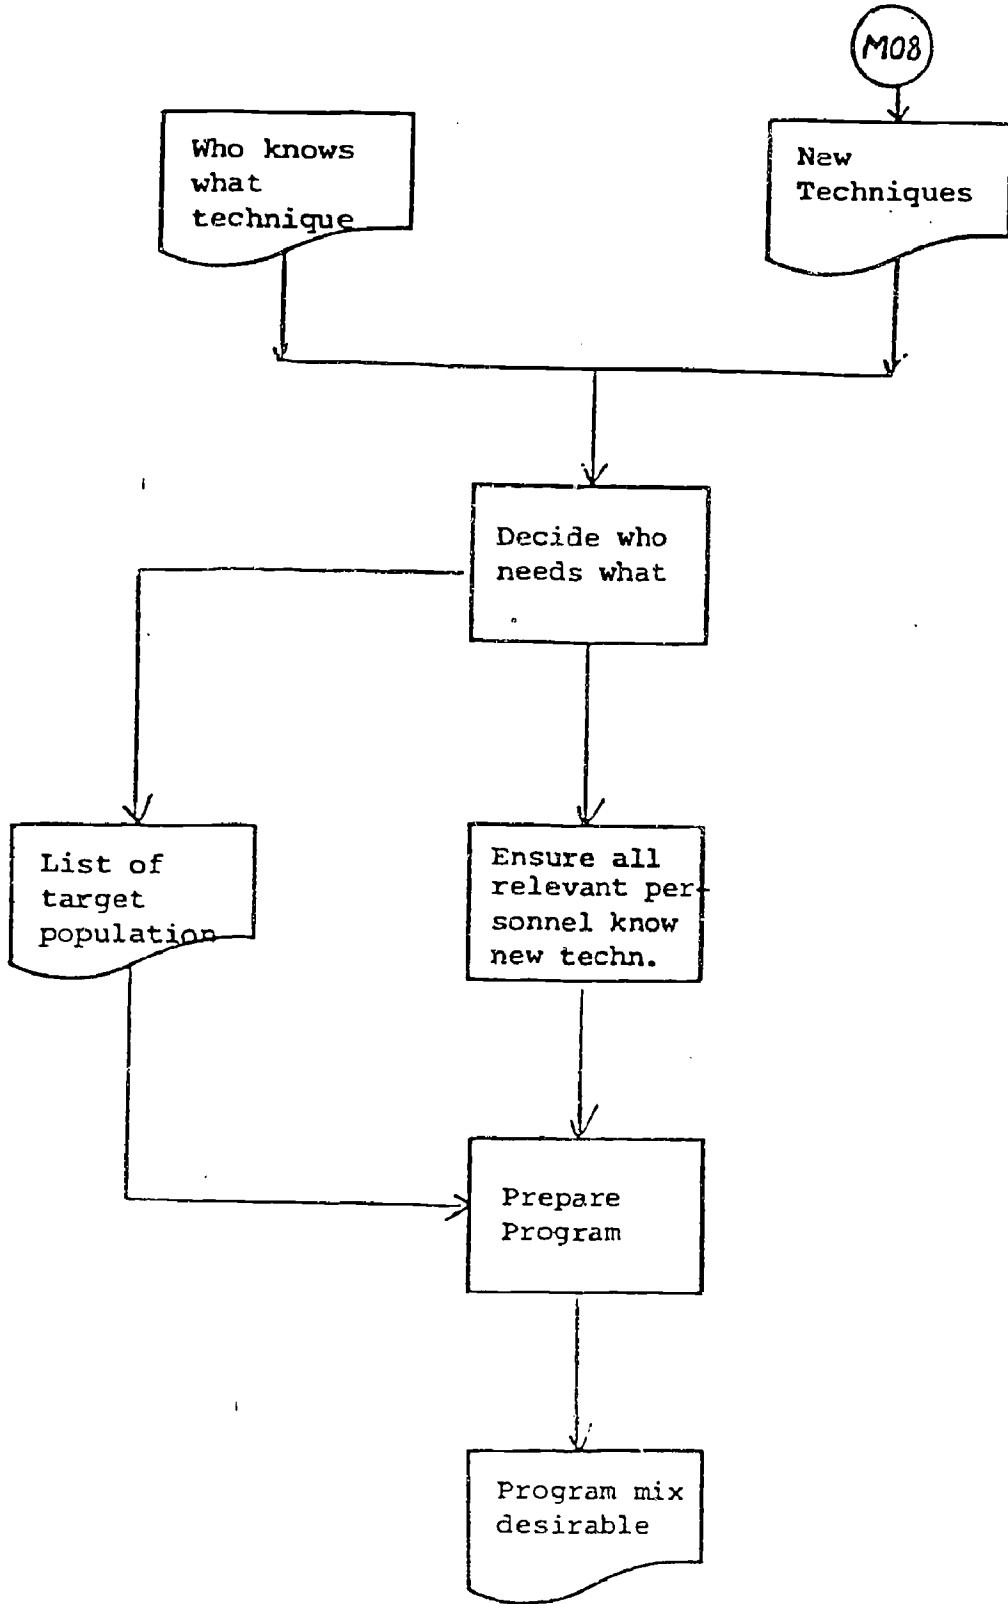 M08
Who knows
what
technique
New
Techniques
Decide who
needs what
List of
target
population
Ensure all
relevant per-
sonnel know
new techn.
Prepare
Program
Program mix
desirable